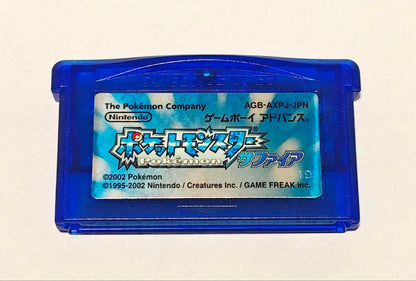 The Pokémon Company AGB-AXPJ-JPN
Nintendo ゲームボーイ アドバンス
ポケットモンスター
Pokémon サファイア
19
©2002 Pokémon
©1995-2002 Nintendo / Creatures Inc. / GAME FREAK inc.